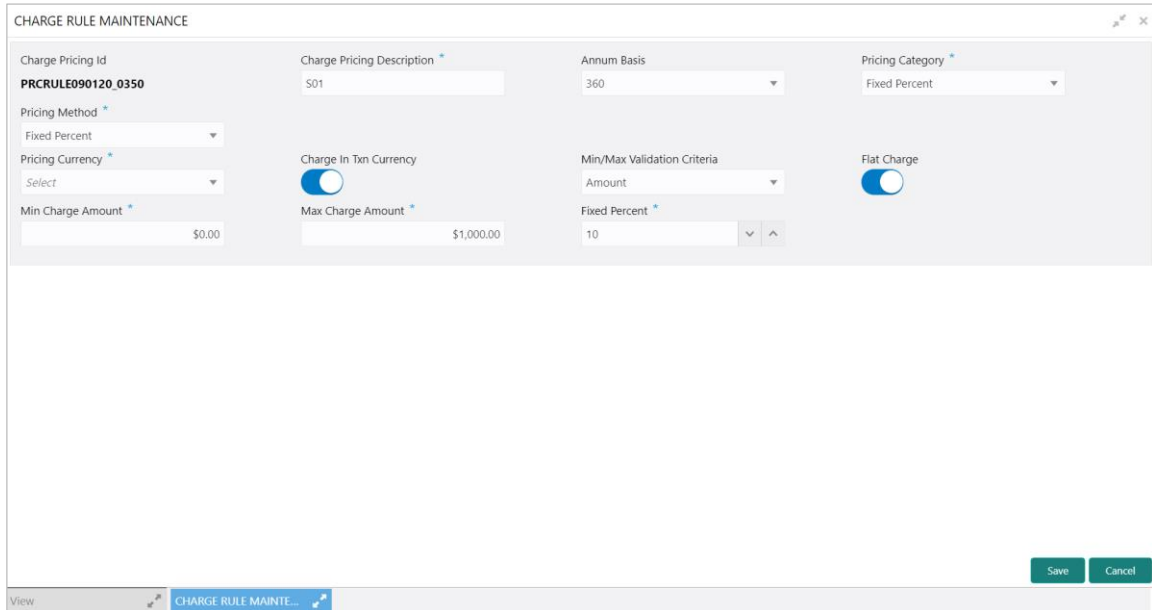 CHARGE RULE MAINTENANCE
Charge Pricing Id Charge Pricing Description * Annum Basis Pricing Category *
PRCRULE090120_0350 S01 360 Fixed Percent
Pricing Method *
Fixed Percent
Pricing Currency * Charge In Txn Currency Min/Max Validation Criteria Flat Charge
Select Amount
Min Charge Amount * Max Charge Amount * Fixed Percent *
$0.00 $1,000.00 10
Save Cancel
View CHARGE RULE MAINTE...